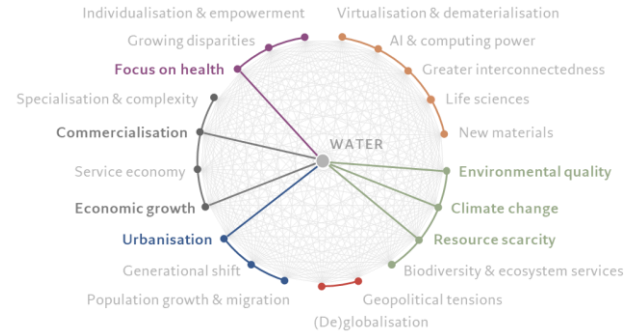 Individualisation & empowerment
Virtualisation & dematerialisation
Growing disparities
AI & computing power
Focus on health
Greater interconnectedness
Specialisation & complexity
Life sciences
Commercialisation
New materials
WATER
Service economy
Environmental quality
Economic growth
Climate change
Urbanisation
Resource scarcity
Generational shift
Biodiversity & ecosystem services
Population growth & migration
Geopolitical tensions
(De)globalisation